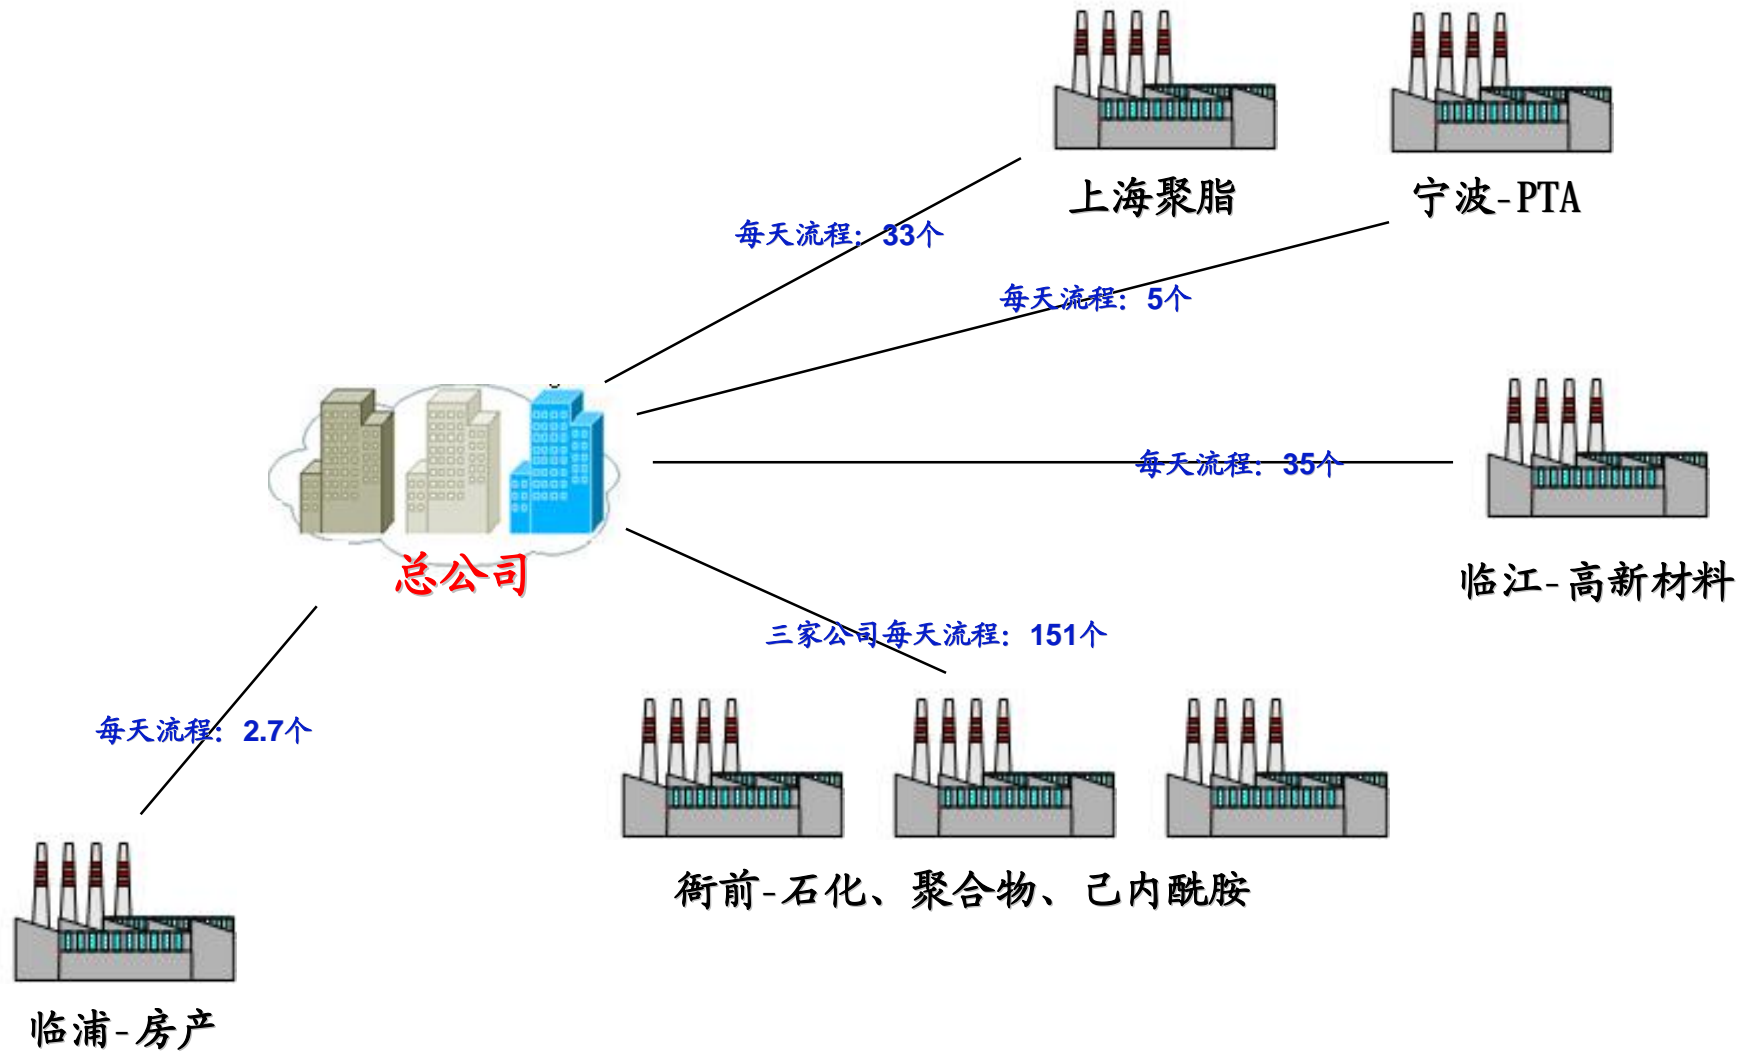 上海聚脂
宁波-PTA
每天流程：33个
每天流程：5个
每天流程：35个
总公司
临江-高新材料
三家公司每天流程：151个
每天流程：2.7个
衙前-石化、聚合物、己内酰胺
临浦-房产